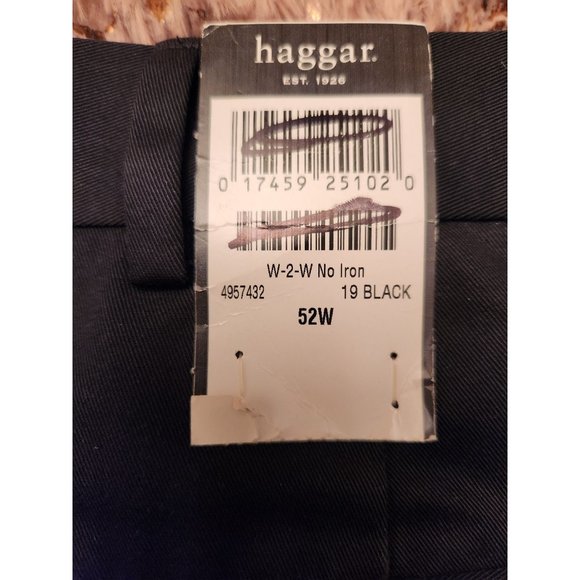 haggar.
EST. 1926
0 17459 25102 0
W-2-W No Iron
4957432 19 BLACK
52W